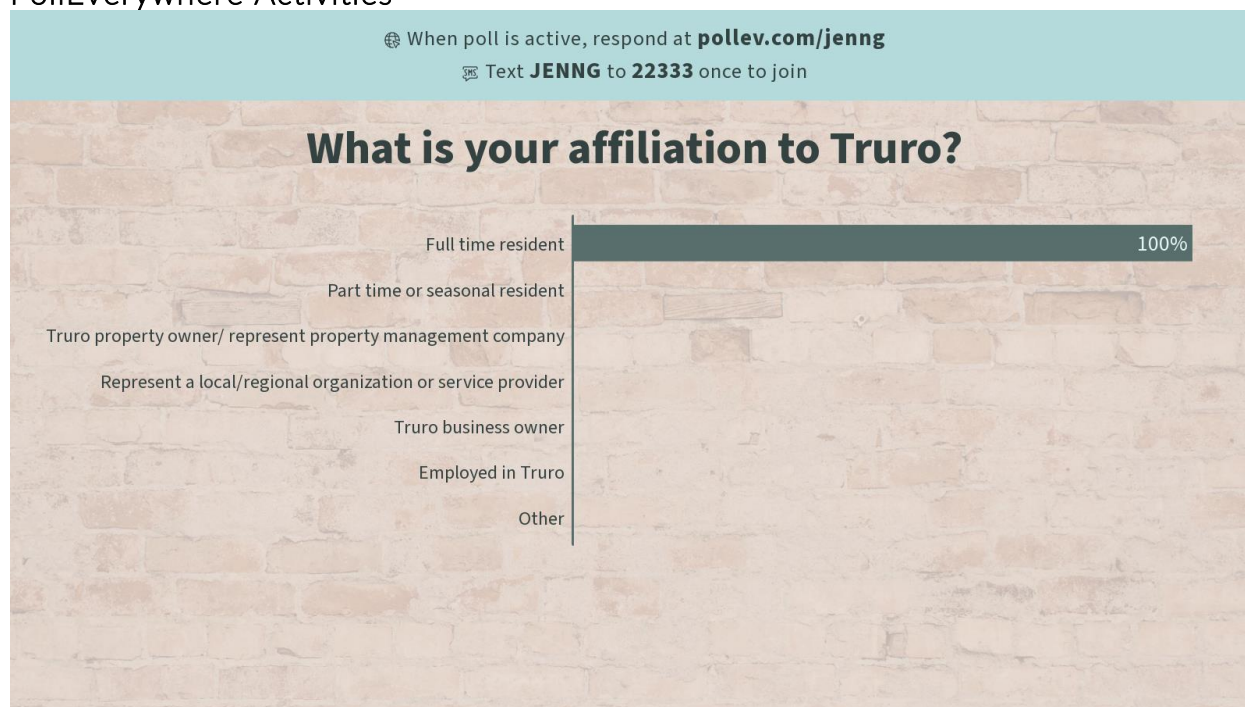 PollEverywhere Activities
When poll is active, respond at pollev.com/jenng
Text JENNG to 22333 once to join
What is your affiliation to Truro?
Full time resident 100%
Part time or seasonal resident
Truro property owner/ represent property management company
Represent a local/regional organization or service provider
Truro business owner
Employed in Truro
Other